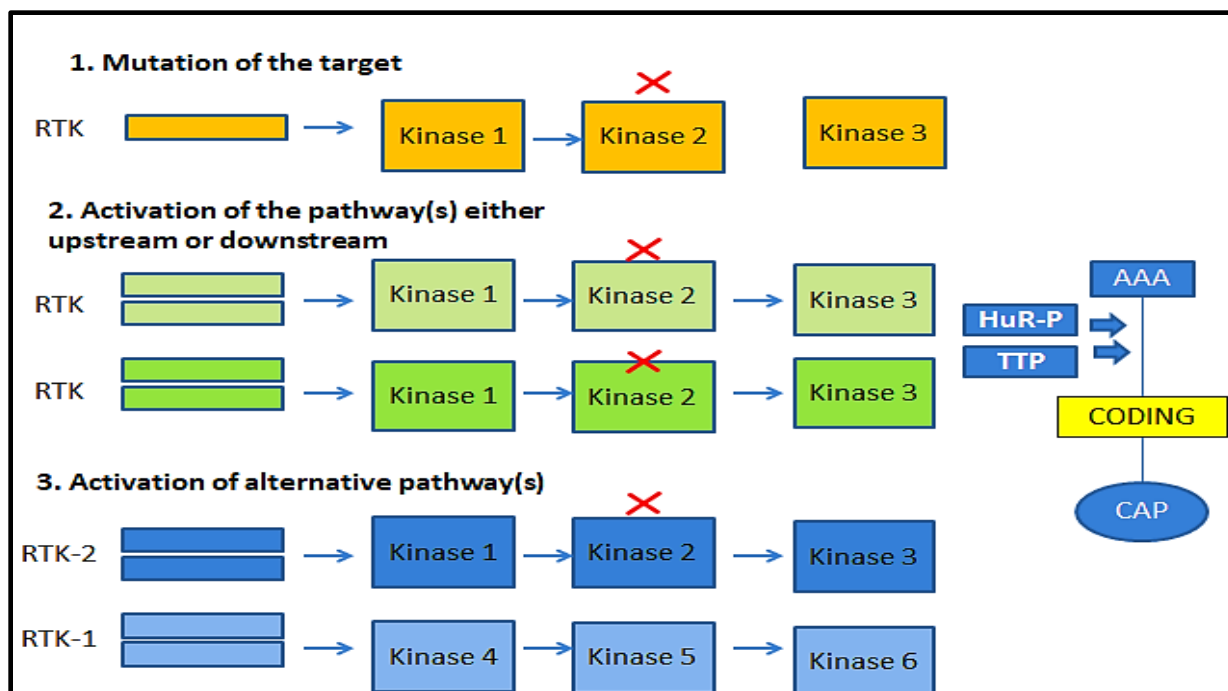 1. Mutation of the target
RTK
Kinase 1
Kinase 2
Kinase 3
2. Activation of the pathway(s) either
upstream or downstream
RTK
Kinase 1
Kinase 2
Kinase 3
RTK
Kinase 1
Kinase 2
Kinase 3
AAA
HuR-P
TTP
CODING
CAP
3. Activation of alternative pathway(s)
RTK-2
Kinase 1
Kinase 2
Kinase 3
RTK-1
Kinase 4
Kinase 5
Kinase 6